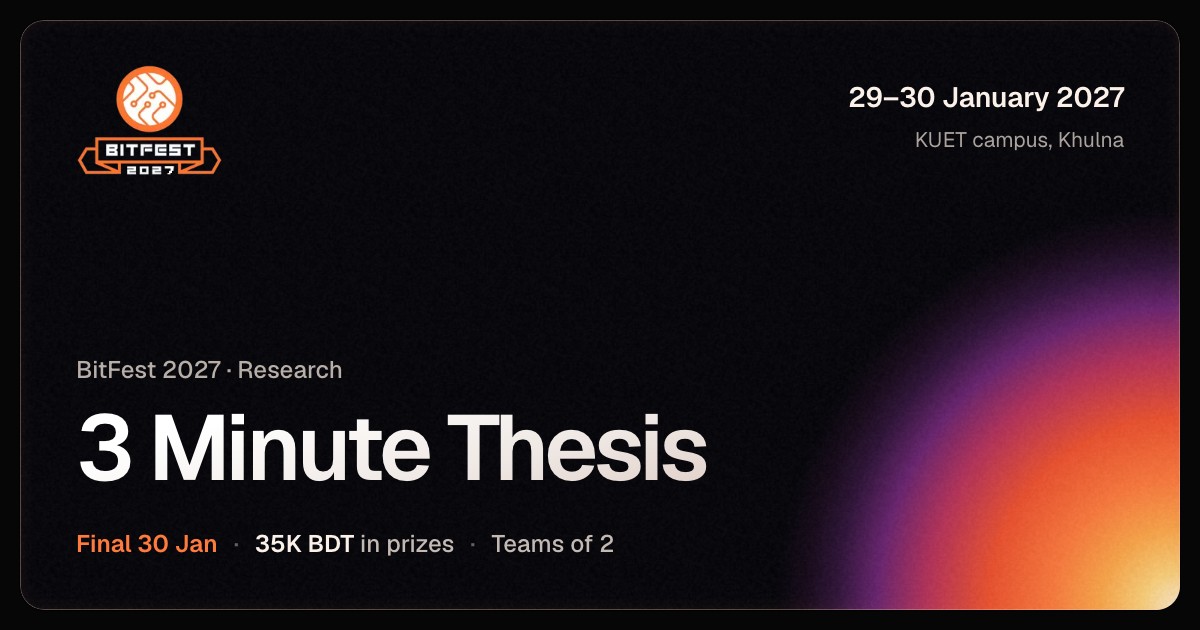 BITFEST
2027
29–30 January 2027
KUET campus, Khulna
BitFest 2027 · Research
3 Minute Thesis
Final 30 Jan · 35K BDT in prizes · Teams of 2